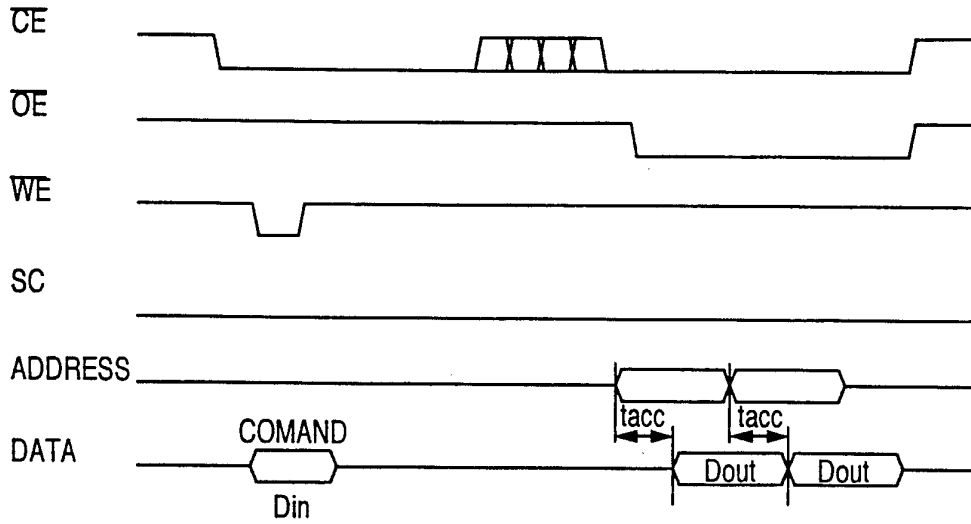 CE
OE
WE
SC
ADDRESS
tacc tacc
COMAND
DATA
Dout Dout
Din